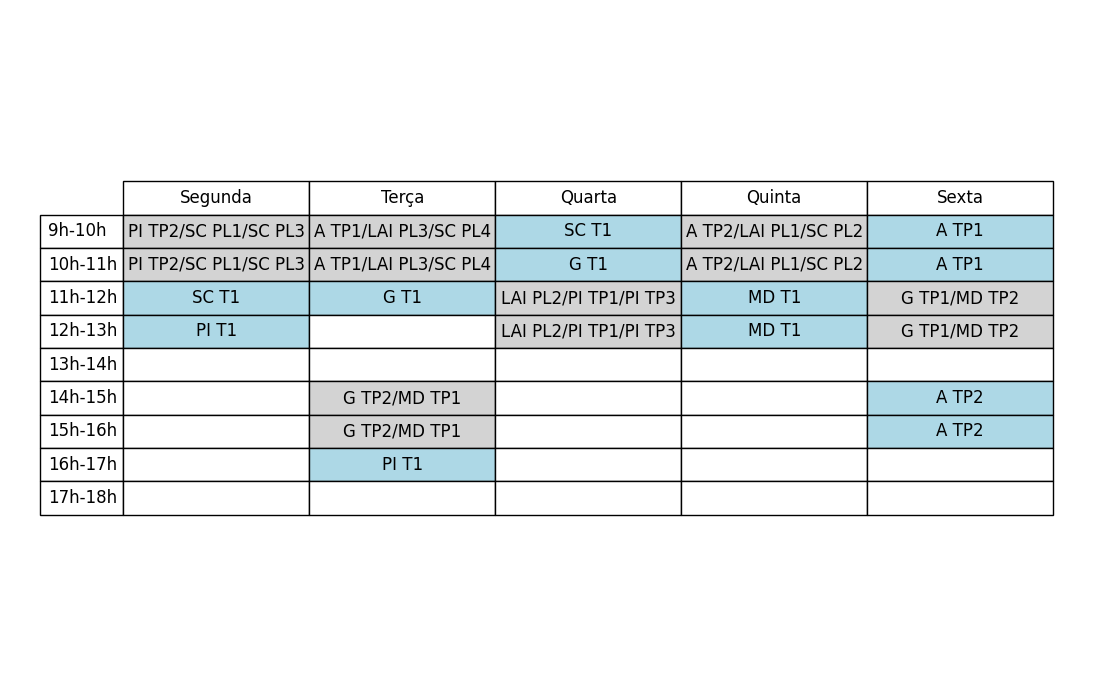 Segunda Terça Quarta Quinta Sexta
9h-10h PI TP2/SC PL1/SC PL3 A TP1/LAI PL3/SC PL4 SC T1 A TP2/LAI PL1/SC PL2 A TP1
10h-11h PI TP2/SC PL1/SC PL3 A TP1/LAI PL3/SC PL4 G T1 A TP2/LAI PL1/SC PL2 A TP1
11h-12h SC T1 G T1 LAI PL2/PI TP1/PI TP3 MD T1 G TP1/MD TP2
12h-13h PI T1 LAI PL2/PI TP1/PI TP3 MD T1 G TP1/MD TP2
13h-14h
14h-15h G TP2/MD TP1 A TP2
15h-16h G TP2/MD TP1 A TP2
16h-17h PI T1
17h-18h